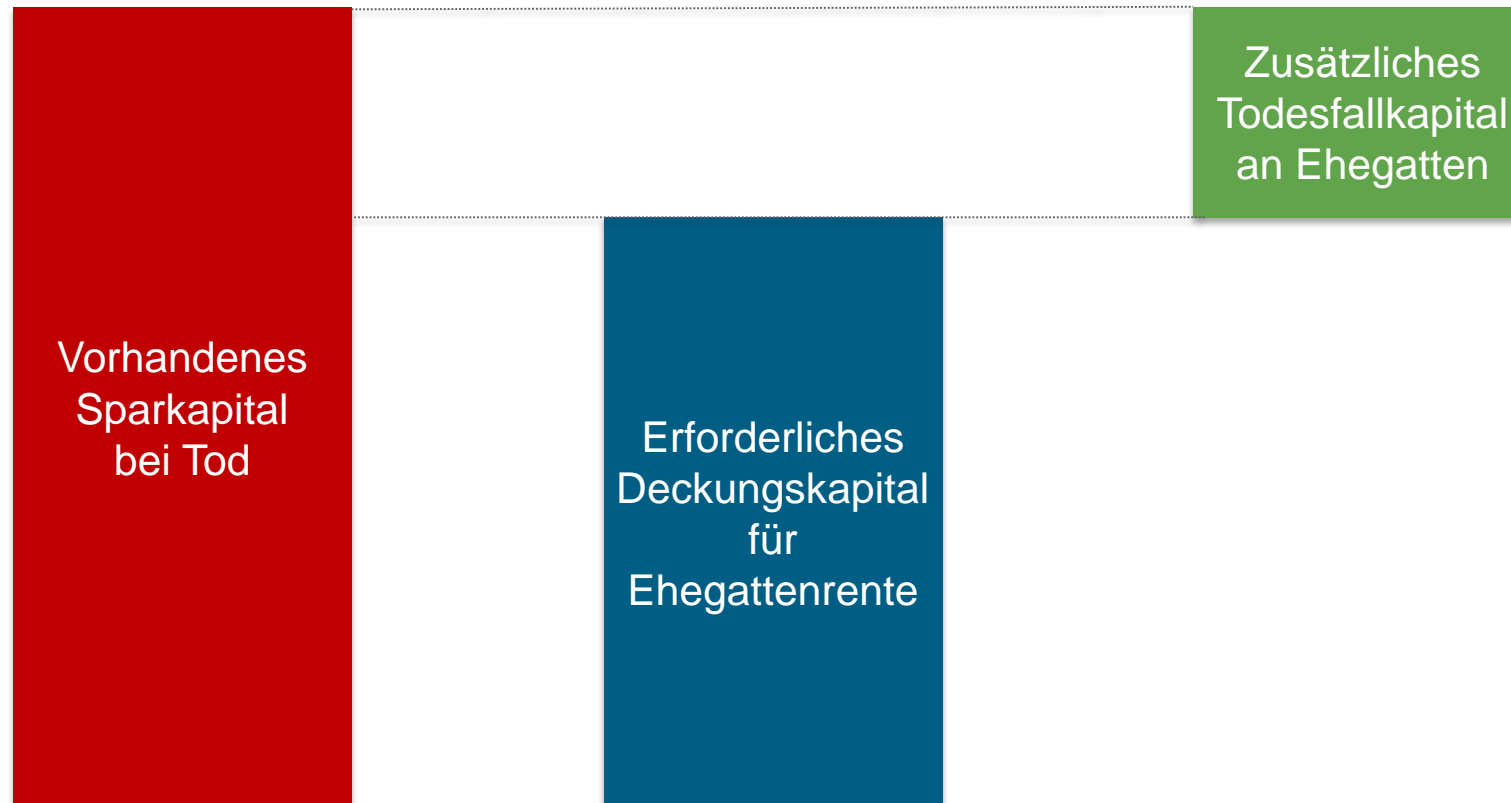 Vorhandenes
Sparkapital
bei Tod
Erforderliches
Deckungskapital
für
Ehegattenrente
Zusätzliches
Todesfallkapital
an Ehegatten